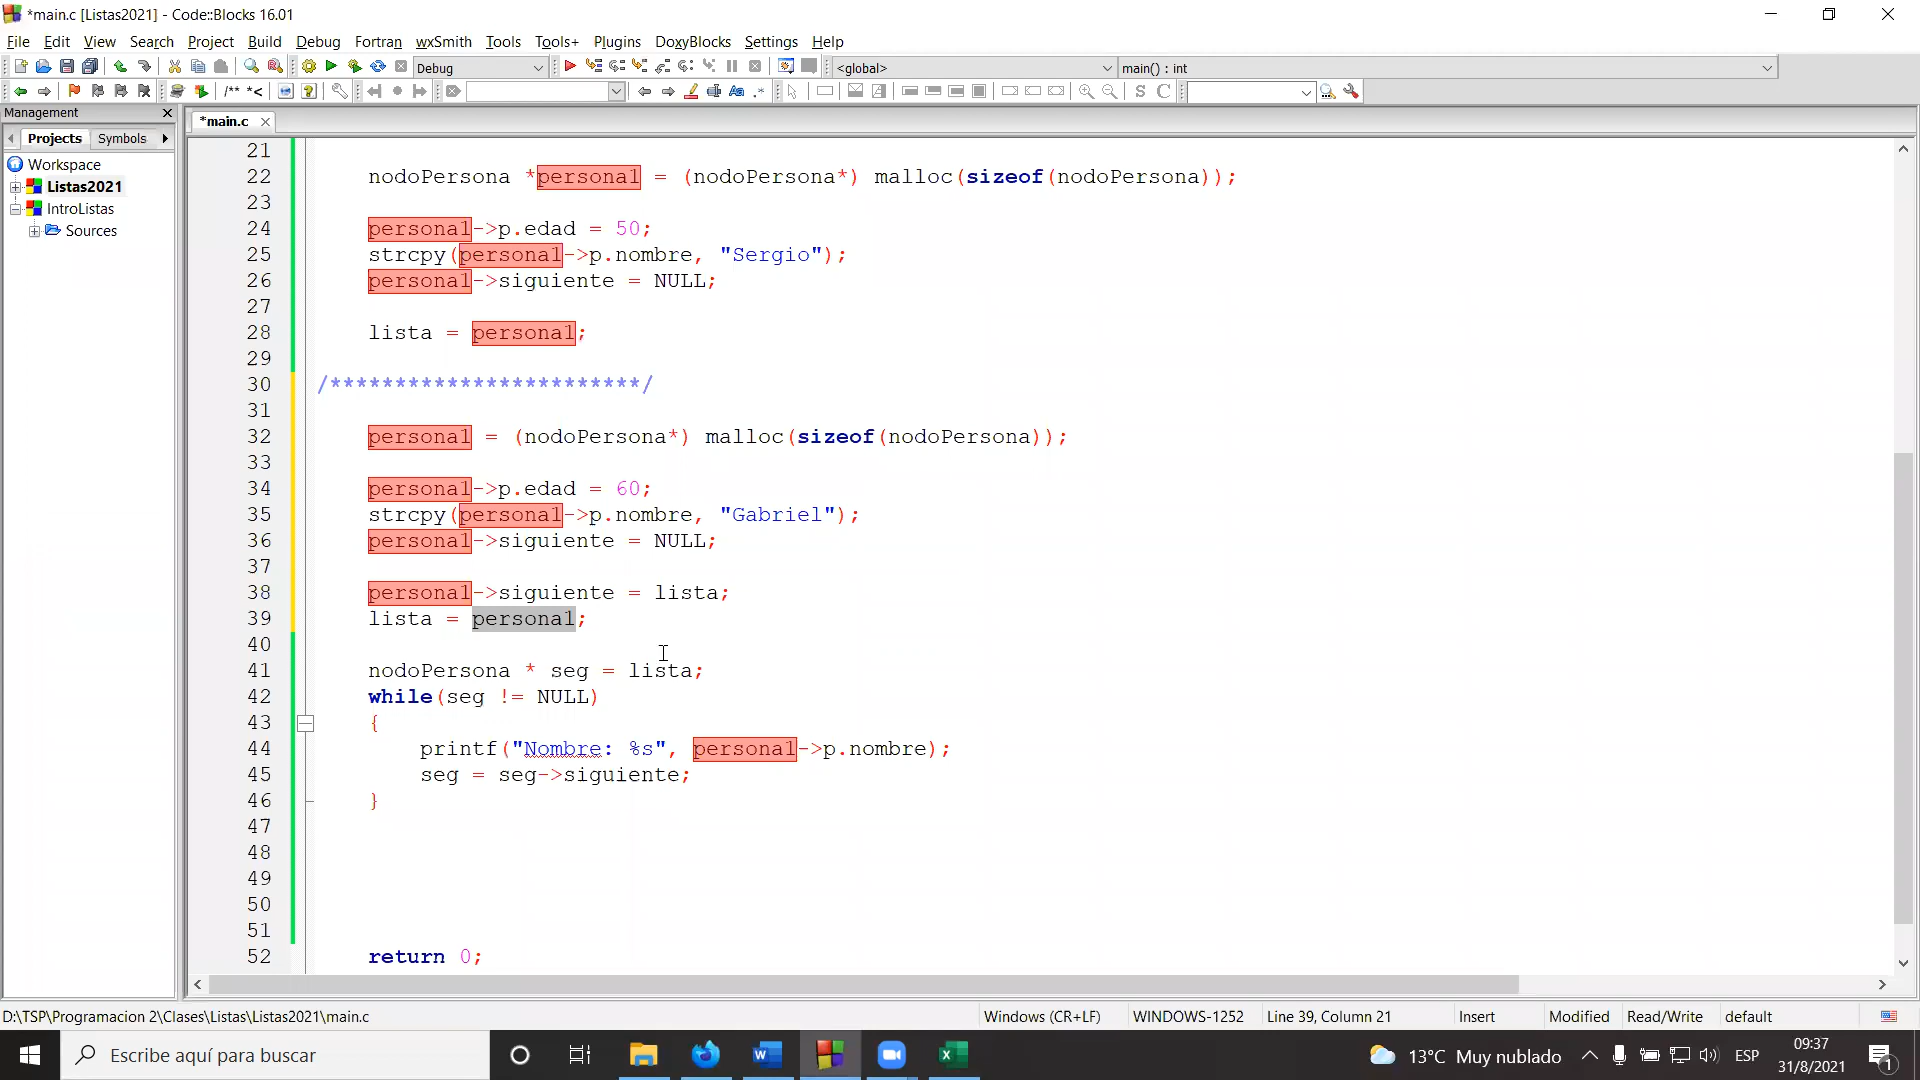 *main.c [Listas2021] - Code::Blocks 16.01
File Edit View Search Project Build Debug Fortran wxSmith Tools Tools+ Plugins DoxyBlocks Settings Help
Debug <global> main() : int
/** *<
S C
Management
*main.c
Projects Symbols
Workspace
Listas2021
IntroListas
Sources
21
22 nodoPersona *personal = (nodoPersona*) malloc(sizeof(nodoPersona));
23
24 personal->p.edad = 50;
25 strcpy(personal->p.nombre, "Sergio");
26 personal->siguiente = NULL;
27
28 lista = personal;
29
30 /************************/
31
32 personal = (nodoPersona*) malloc(sizeof(nodoPersona));
33
34 personal->p.edad = 60;
35 strcpy(personal->p.nombre, "Gabriel");
36 personal->siguiente = NULL;
37
38 personal->siguiente = lista;
39 lista = personal;
40
41 nodoPersona * seg = lista;
42 while(seg != NULL)
43 {
44 printf("Nombre: %s", personal->p.nombre);
45 seg = seg->siguiente;
46 }
47
48
49
50
51
52 return 0;
D:\TSP\Programacion 2\Clases\Listas\Listas2021\main.c Windows (CR+LF) WINDOWS-1252 Line 39, Column 21 Insert Modified Read/Write default
Escribe aquí para buscar
13°C Muy nublado ESP
09:37
31/8/2021
1